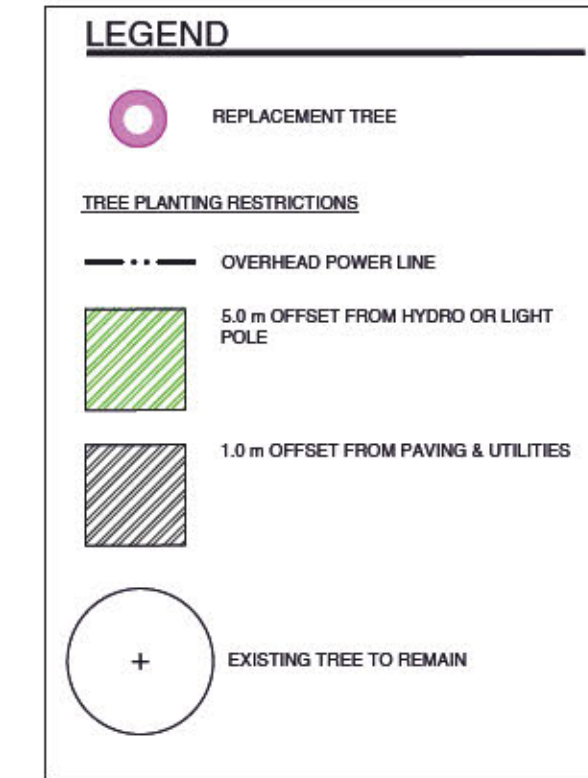 LEGEND
REPLACEMENT TREE
TREE PLANTING RESTRICTIONS
OVERHEAD POWER LINE
5.0 m OFFSET FROM HYDRO OR LIGHT
POLE
1.0 m OFFSET FROM PAVING & UTILITIES
EXISTING TREE TO REMAIN